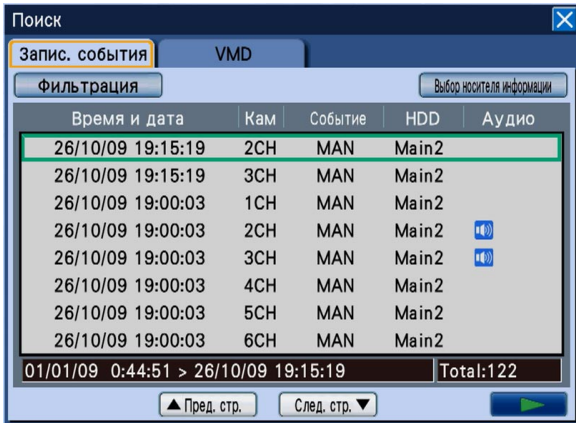 Поиск
Запис. события VMD
Фильтрация Выбор носителя информации
Время и дата Кам Событие HDD Аудио
26/10/09 19:15:19 2CH MAN Main2
26/10/09 19:15:19 3CH MAN Main2
26/10/09 19:00:03 1CH MAN Main2
26/10/09 19:00:03 2CH MAN Main2
26/10/09 19:00:03 3CH MAN Main2
26/10/09 19:00:03 4CH MAN Main2
26/10/09 19:00:03 5CH MAN Main2
26/10/09 19:00:03 6CH MAN Main2
01/01/09 0:44:51 > 26/10/09 19:15:19 Total:122
▲ Пред. стр. След. стр. ▼